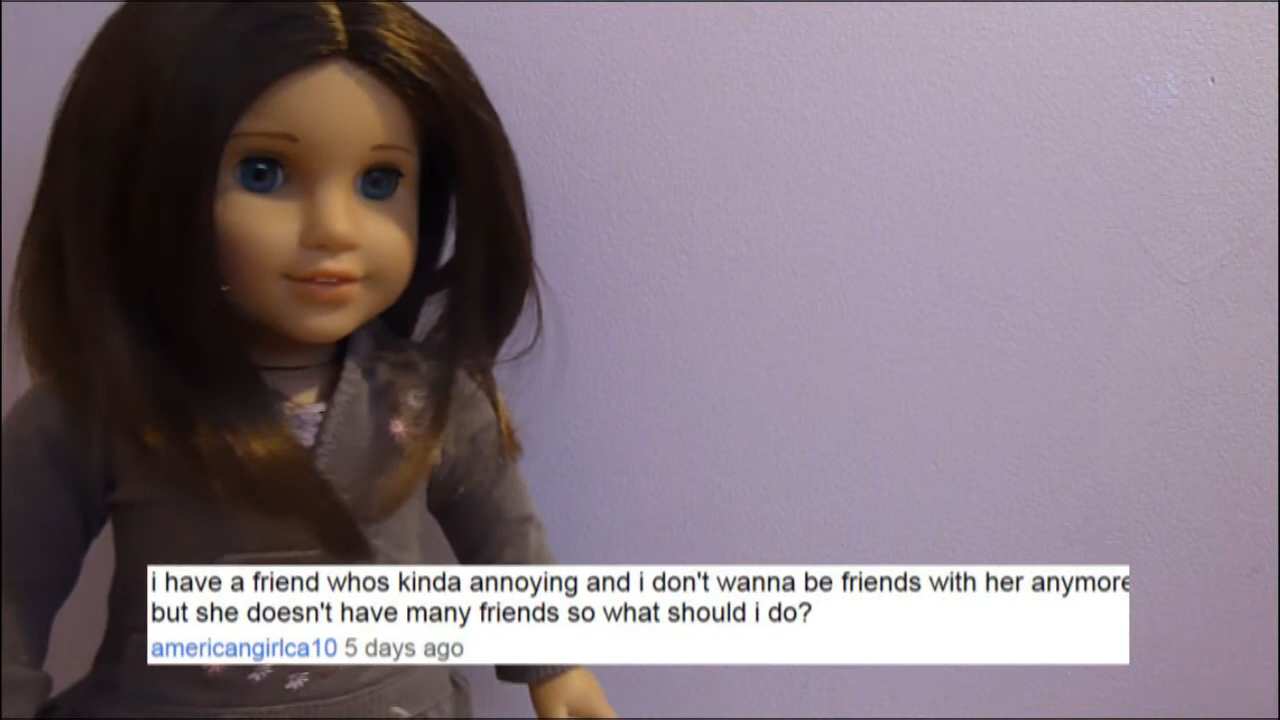 i have a friend whos kinda annoying and i don't wanna be friends with her anymore
but she doesn't have many friends so what should i do?
americangirlca10 5 days ago